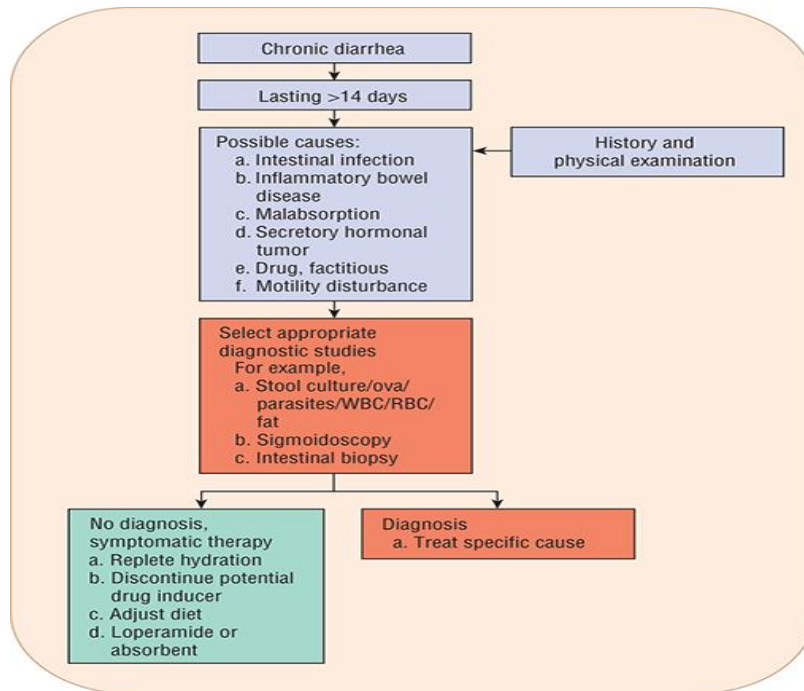 Chronic diarrhea
Lasting >14 days
Possible causes:
a. Intestinal infection
b. Inflammatory bowel
disease
c. Malabsorption
d. Secretory hormonal
tumor
e. Drug, factitious
f. Motility disturbance
History and
physical examination
Select appropriate
diagnostic studies
For example,
a. Stool culture/ova/
parasites/WBC/RBC/
fat
b. Sigmoidoscopy
c. Intestinal biopsy
No diagnosis,
symptomatic therapy
a. Replete hydration
b. Discontinue potential
drug inducer
c. Adjust diet
d. Loperamide or
absorbent
Diagnosis
a. Treat specific cause